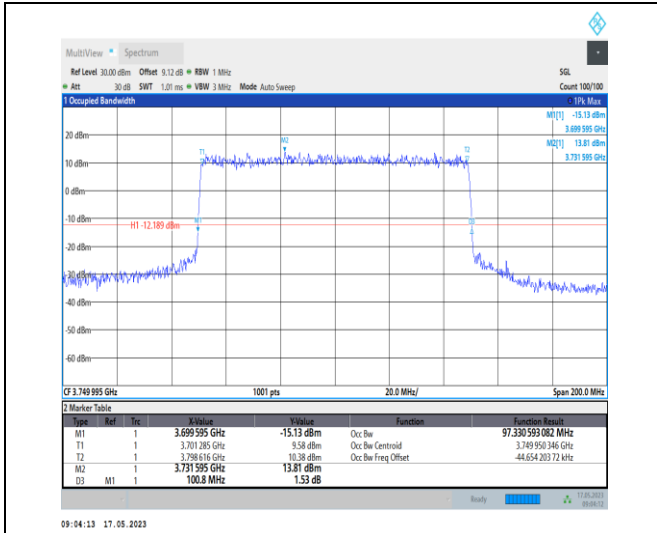 MultiView Spectrum
Ref Level 30.00 dBm Offset 9.12 dB RBW 1 MHz SGL
Att 30 dB SWT 1.01 ms VBW 3 MHz Mode Auto Sweep Count 100/100
1 Occupied Bandwidth 1Pk Max
M1[1] -15.13 dBm
3.699 595 GHz
M2[1] 13.81 dBm
3.731 595 GHz
20 dBm
M2
T1
T2
10 dBm
0 dBm
-10 dBm
M1
H1 -12.189 dBm
-20 dBm
-30 dBm
-40 dBm
-50 dBm
-60 dBm
CF 3.749 995 GHz 1001 pts 20.0 MHz/ Span 200.0 MHz
2 Marker Table
Type Ref Trc X-Value Y-Value Function Function Result
M1 1 3.699 595 GHz -15.13 dBm Occ Bw 97.330 593 082 MHz
T1 1 3.701 285 GHz 9.58 dBm Occ Bw Centroid 3.749 950 346 GHz
T2 1 3.798 616 GHz 10.38 dBm Occ Bw Freq Offset -44.654 203 72 kHz
M2 1 3.731 595 GHz 13.81 dBm
D3 M1 1 100.8 MHz 1.53 dB
Ready 17.05.2023
09:04:12
09:04:13 17.05.2023